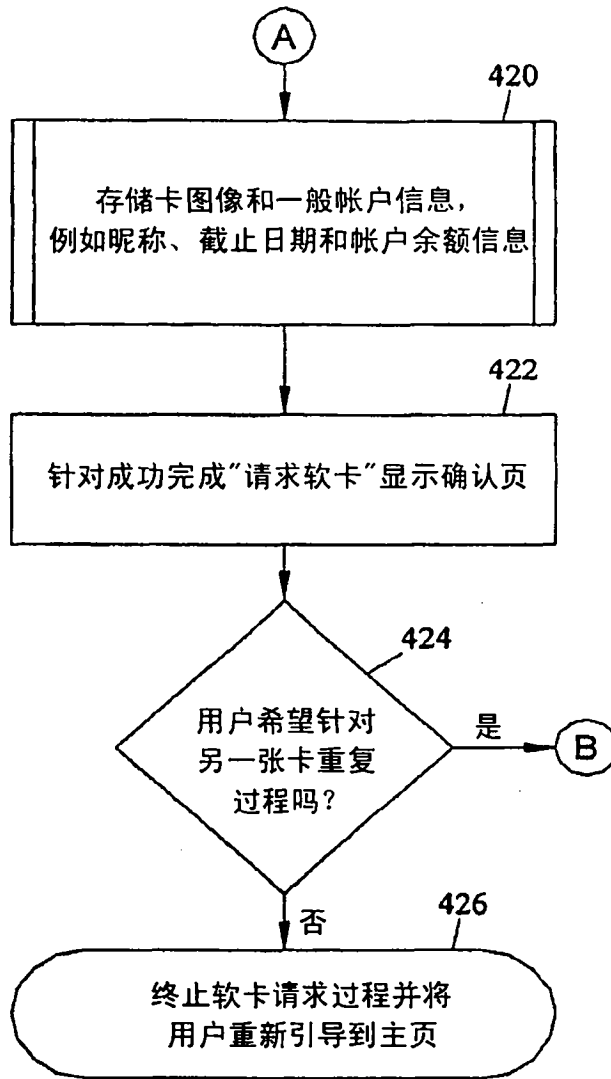 A
420
存储卡图像和一般帐户信息，
例如昵称、截止日期和帐户余额信息
422
针对成功完成"请求软卡"显示确认页
424
用户希望针对
另一张卡重复
过程吗？
是
B
否
426
终止软卡请求过程并将
用户重新引导到主页